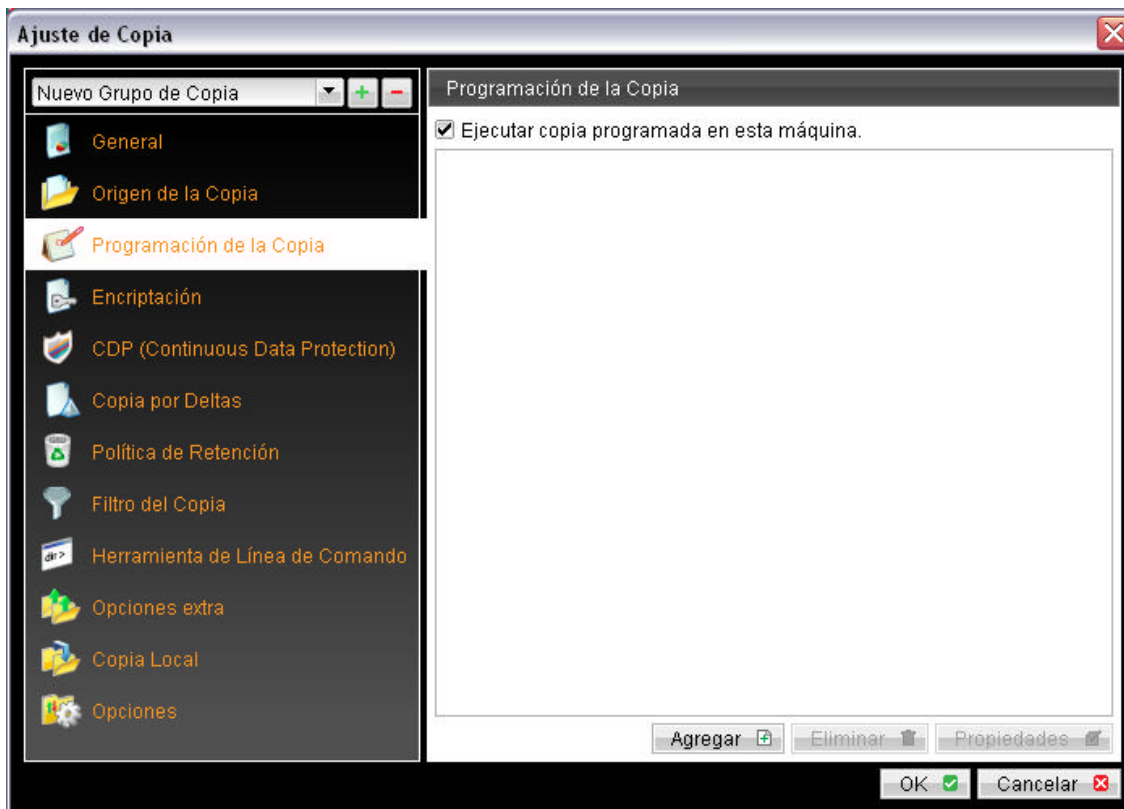 Ajuste de Copia
Nuevo Grupo de Copia
General
Origen de la Copia
Programación de la Copia
Encriptación
CDP (Continuous Data Protection)
Copia por Deltas
Política de Retención
Filtro del Copia
dir>
Herramienta de Línea de Comando
Opciones extra
Copia Local
Opciones
Programación de la Copia
Ejecutar copia programada en esta máquina.
Agregar
Eliminar
Propiedades
OK
Cancelar